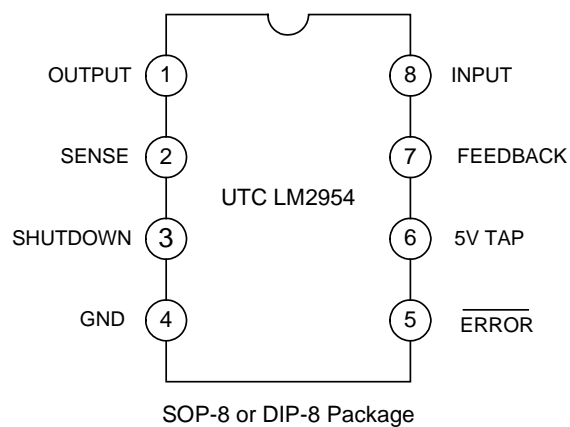 OUTPUT 1 8 INPUT
SENSE 2 7 FEEDBACK
UTC LM2954
SHUTDOWN 3 6 5V TAP
GND 4 5 ERROR
SOP-8 or DIP-8 Package